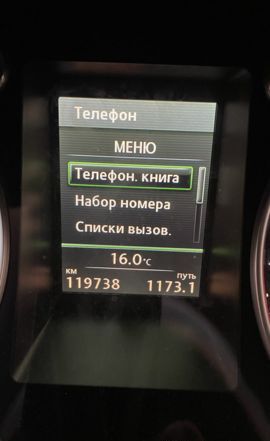 Телефон
МЕНЮ
Телефон. книга
Набор номера
Списки вызов.
16.0°C
км путь
119738 1173.1